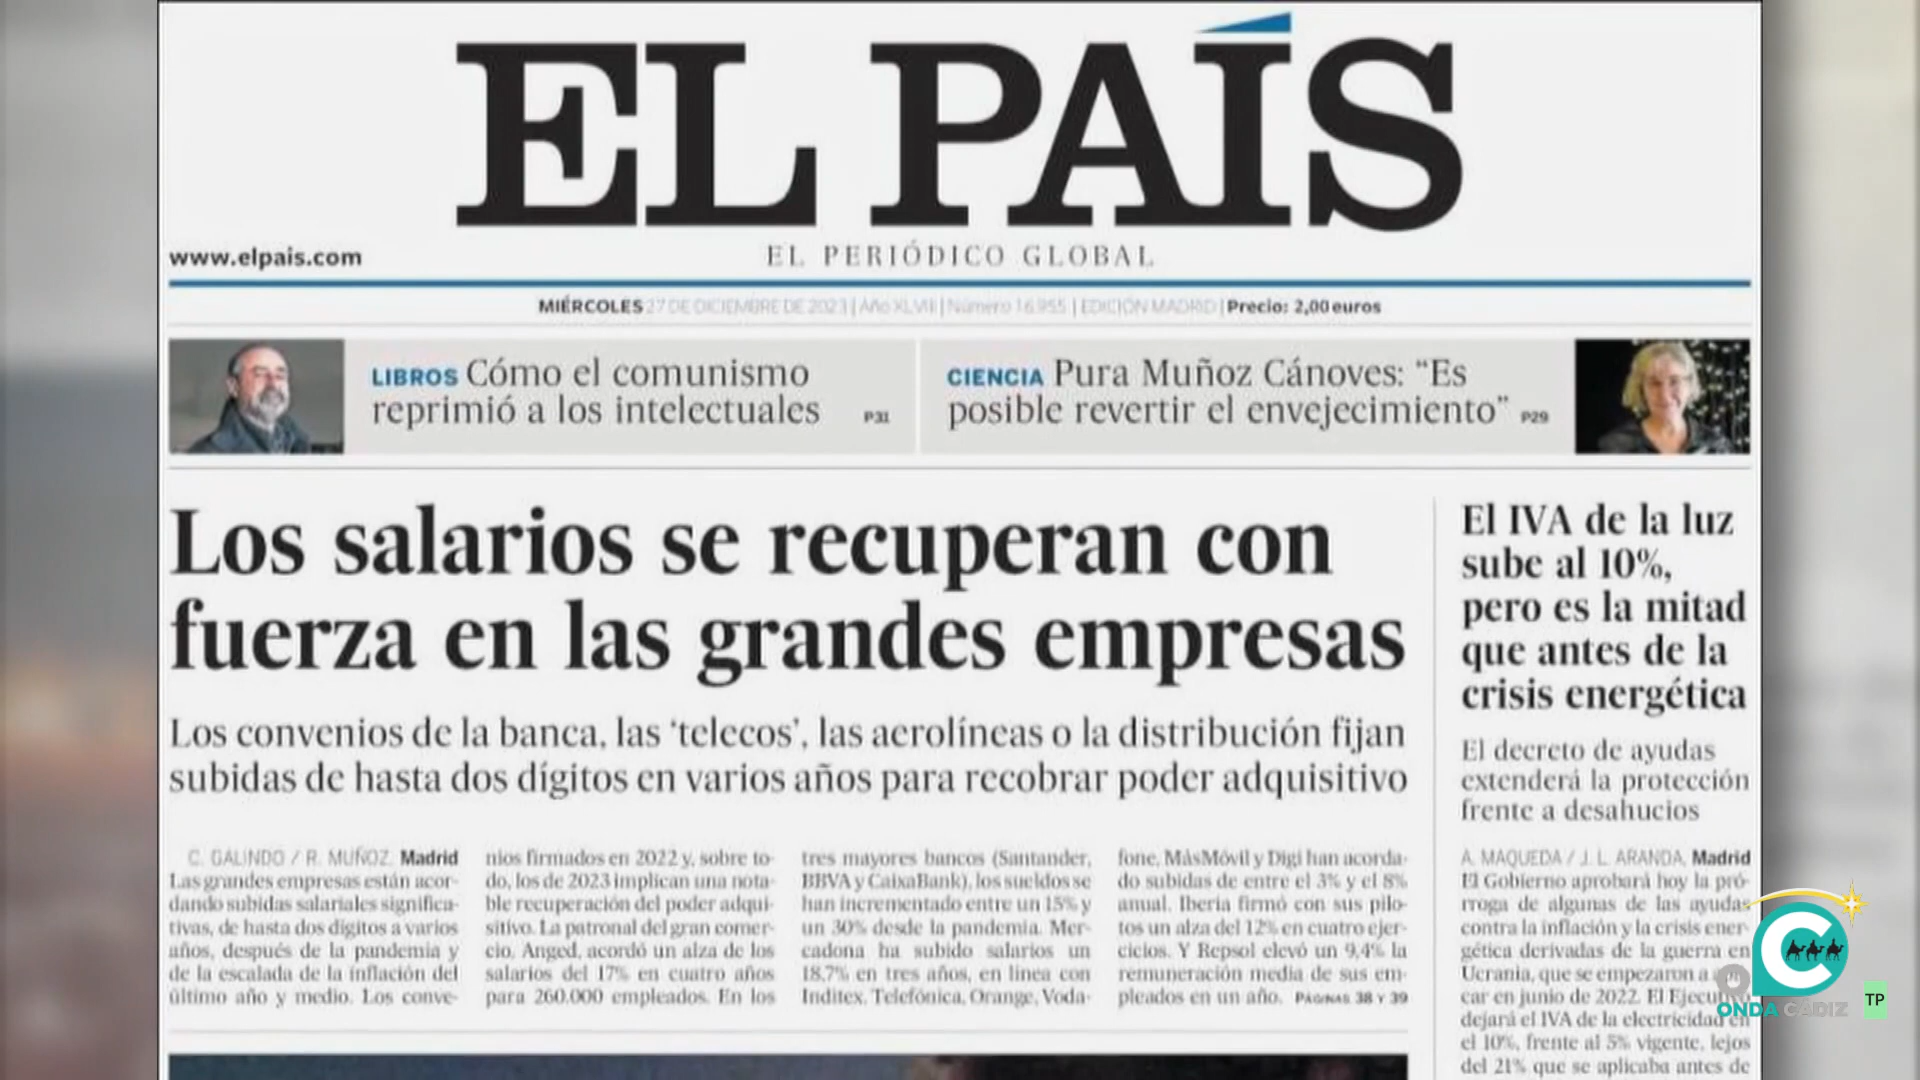 EL PAÍS
www.elpais.com
EL PERIÓDICO GLOBAL
MIÉRCOLES 27 DE DICIEMBRE DE 2023 | Año XLVIII | Número 16.955 | EDICIÓN MADRID | Precio: 2,00 euros
LIBROS Cómo el comunismo
reprimió a los intelectuales P31
CIENCIA Pura Muñoz Cánoves: “Es
posible revertir el envejecimiento” P29
Los salarios se recuperan con
fuerza en las grandes empresas
Los convenios de la banca, las ‘telecos’, las aerolíneas o la distribución fijan
subidas de hasta dos dígitos en varios años para recobrar poder adquisitivo
C. GALINDO / R. MUÑOZ, Madrid
Las grandes empresas están acor-
dando subidas salariales significa-
tivas, de hasta dos dígitos a varios
años, después de la pandemia y
de la escalada de la inflación del
último año y medio. Los conve-
nios firmados en 2022 y, sobre to-
do, los de 2023 implican una nota-
ble recuperación del poder adqui-
sitivo. La patronal del gran comer-
cio, Anged, acordó un alza de los
salarios del 17% en cuatro años
para 260.000 empleados. En los
tres mayores bancos (Santander,
BBVA y CaixaBank), los sueldos se
han incrementado entre un 15% y
un 30% desde la pandemia. Mer-
cadona ha subido salarios un
18,7% en tres años, en línea con
Inditex. Telefónica, Orange, Voda-
fone, MásMóvil y Digi han acorda-
do subidas de entre el 3% y el 8%
anual. Iberia firmó con sus pilo-
tos un alza del 12% en cuatro ejer-
cicios. Y Repsol elevó un 9,4% la
remuneración media de sus em-
pleados en un año. PÁGINAS 38 Y 39
El IVA de la luz
sube al 10%,
pero es la mitad
que antes de la
crisis energética
El decreto de ayudas
extenderá la protección
frente a desahucios
A. MAQUEDA / J. L. ARANDA, Madrid
El Gobierno aprobará hoy la pró-
rroga de algunas de las ayudas
contra la inflación y la crisis ener-
gética derivadas de la guerra en
Ucrania, que se empezaron a
car en junio de 2022. El Ejecutivo
dejará el IVA de la electricidad en
el 10%, frente al 5% vigente, lejos
del 21% que se aplicaba antes de
ONDA CÁDIZ
TP